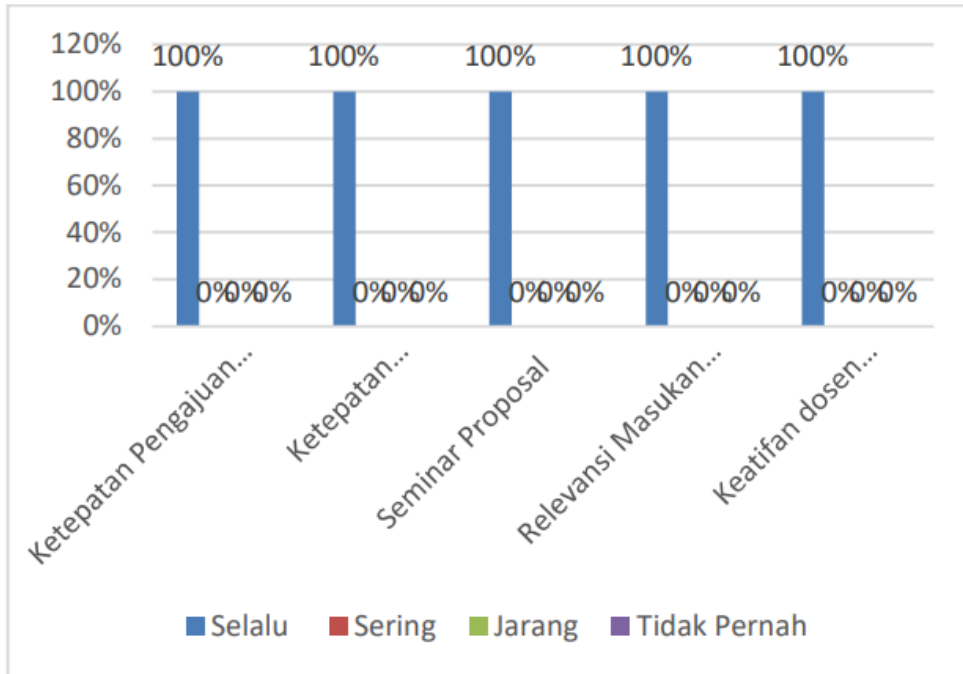 120%
100% 100% 100% 100% 100%
100%
80%
60%
40%
20%
0% 0% 0% 0% 0% 0% 0% 0% 0% 0% 0% 0% 0% 0% 0%
0%
Ketepatan Pengajuan...
Ketepatan...
Seminar Proposal
Relevansi Masukan...
Keatifan dosen...
Selalu Sering Jarang Tidak Pernah